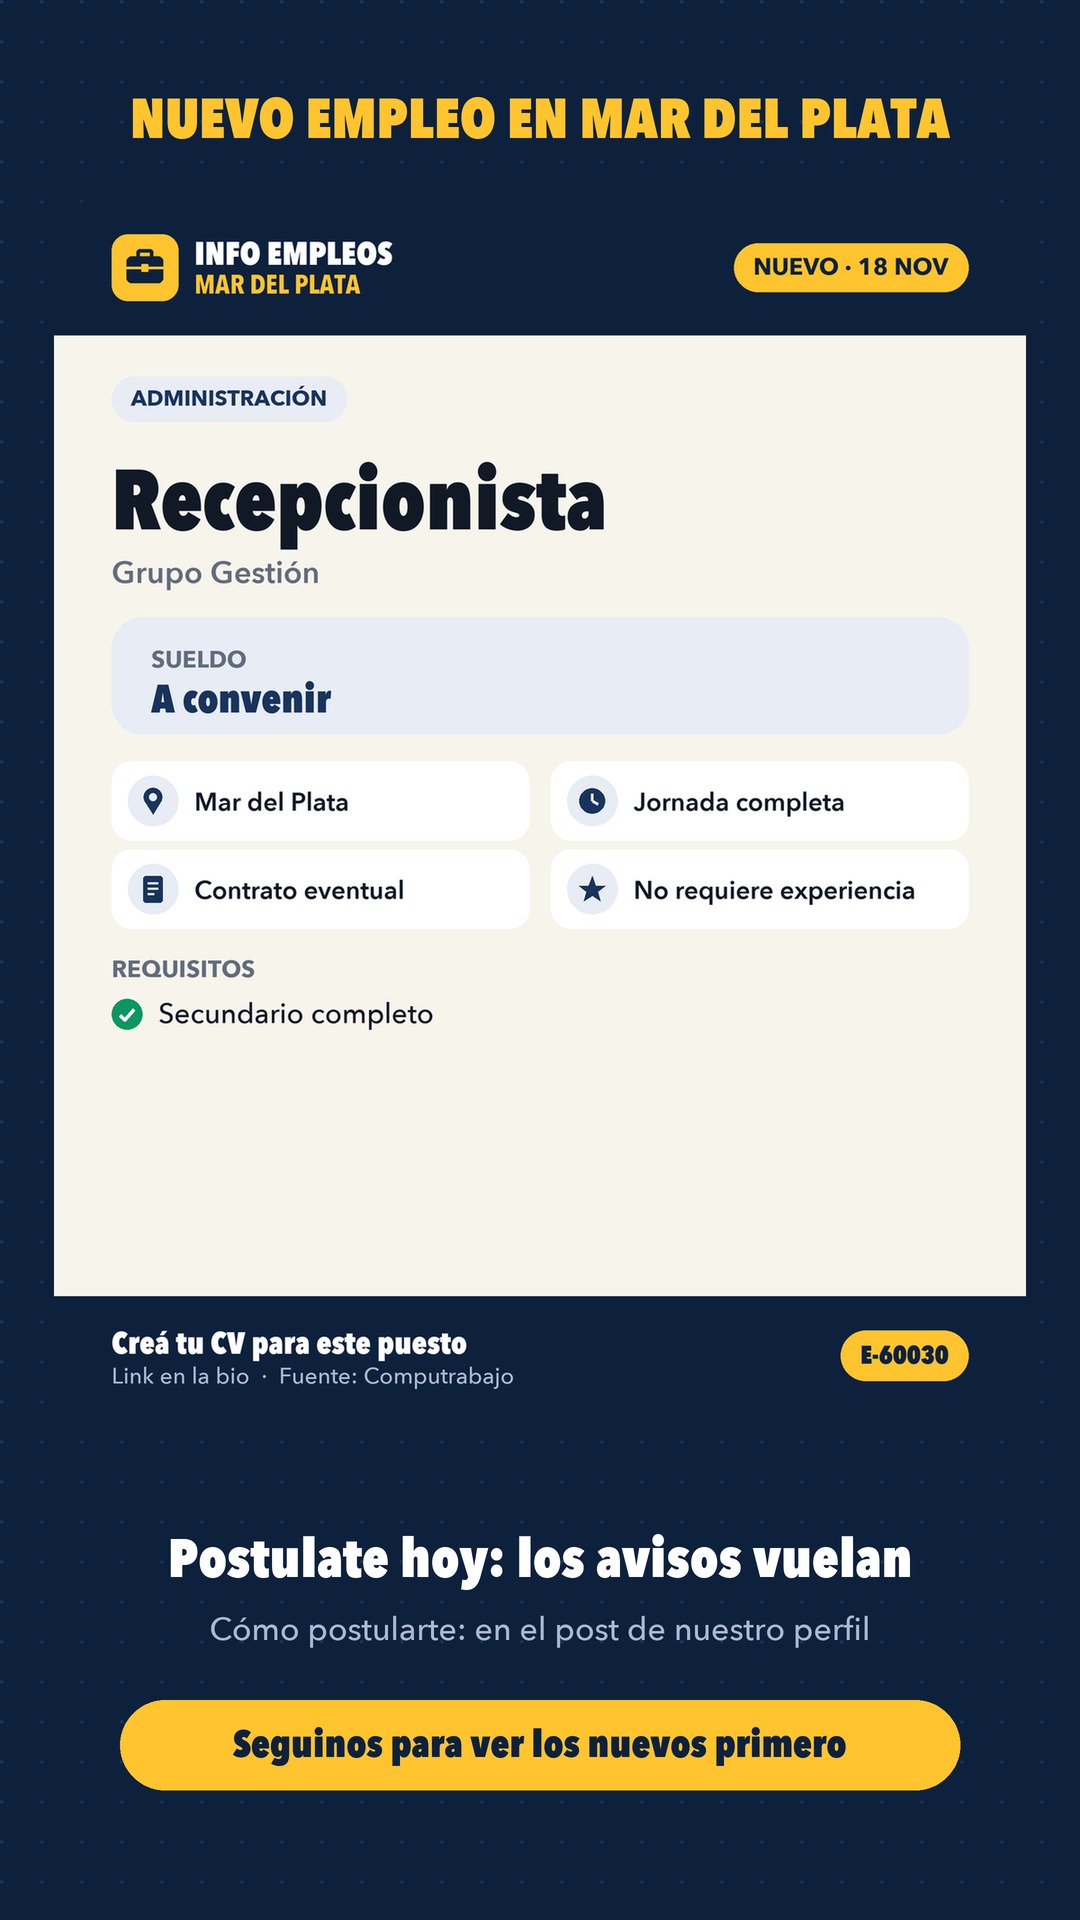 NUEVO EMPLEO EN MAR DEL PLATA
INFO EMPLEOS
MAR DEL PLATA
NUEVO · 18 NOV
ADMINISTRACIÓN
Recepcionista
Grupo Gestión
SUELDO
A convenir
Mar del Plata
Jornada completa
Contrato eventual
No requiere experiencia
REQUISITOS
Secundario completo
Creá tu CV para este puesto
Link en la bio · Fuente: Computrabajo
E-60030
Postulate hoy: los avisos vuelan
Cómo postularte: en el post de nuestro perfil
Seguinos para ver los nuevos primero